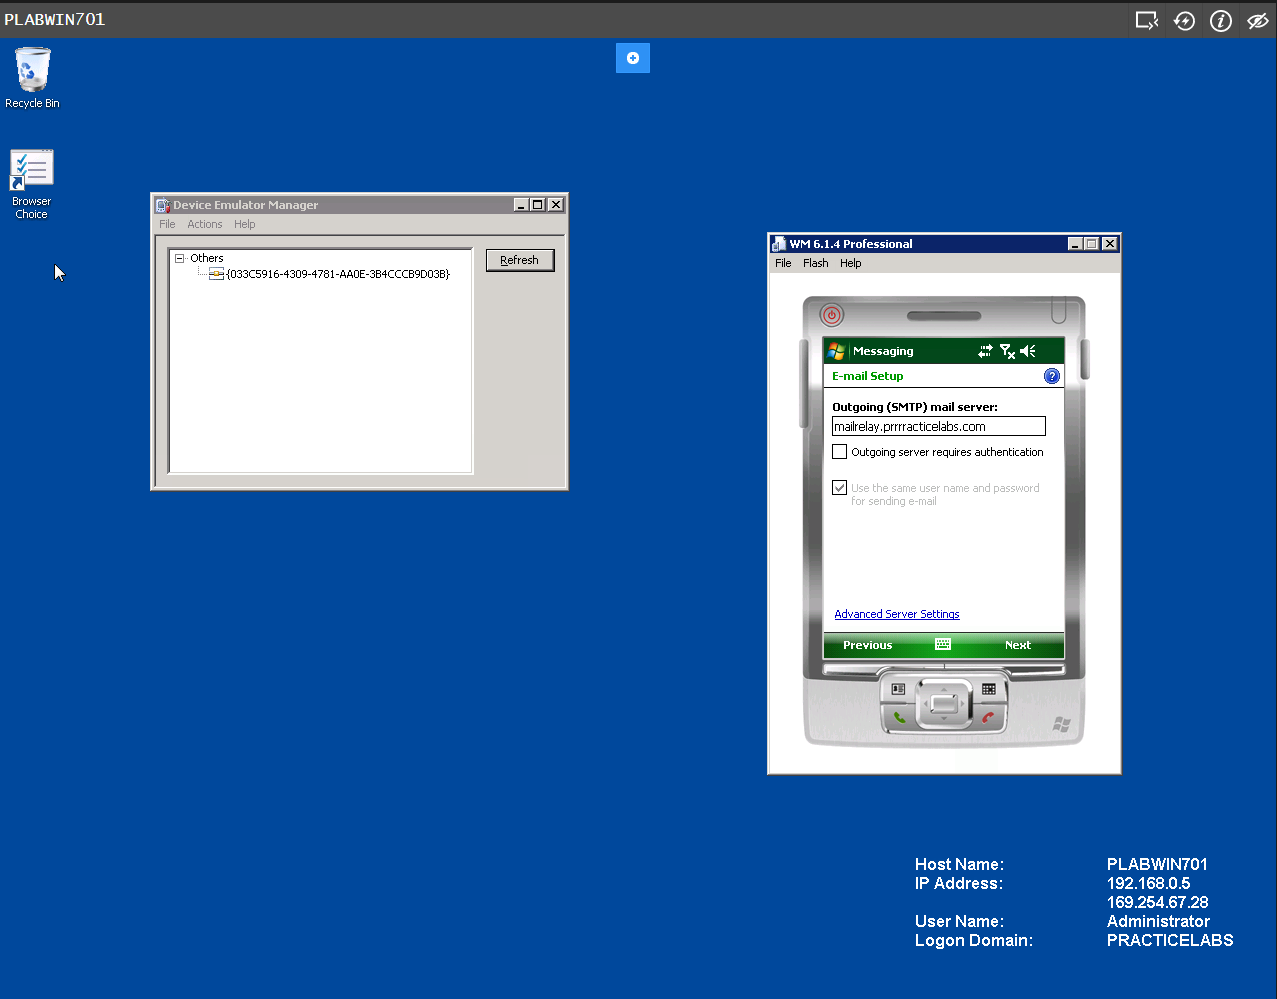 PLABWIN701
Recycle Bin
Browser
Choice
Device Emulator Manager
File Actions Help
Others
{033C5916-4309-4781-AA0E-3B4CCCB9D03B}
Refresh
WM 6.1.4 Professional
File Flash Help
Messaging
E-mail Setup
Outgoing (SMTP) mail server:
mailrelay.prrrracticelabs.com
Outgoing server requires authentication
Use the same user name and password
for sending e-mail
Advanced Server Settings
Previous Next
Host Name: PLABWIN701
IP Address: 192.168.0.5
169.254.67.28
User Name: Administrator
Logon Domain: PRACTICELABS